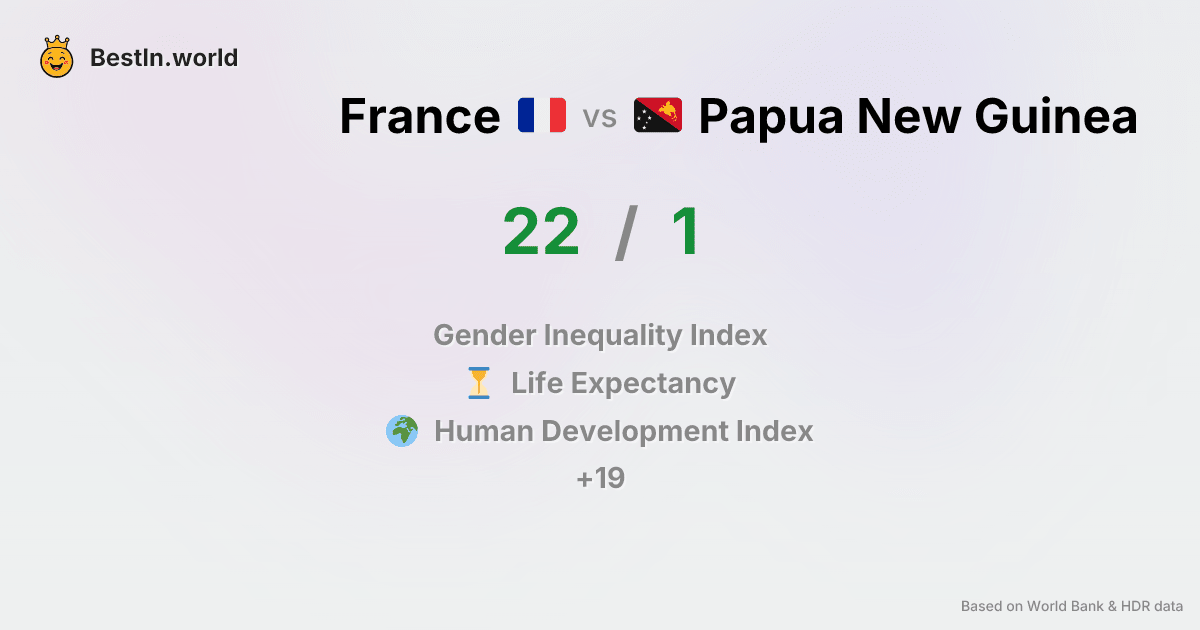 BestIn.world
France vs Papua New Guinea
22 / 1
Gender Inequality Index
Life Expectancy
Human Development Index
+19
Based on World Bank & HDR data